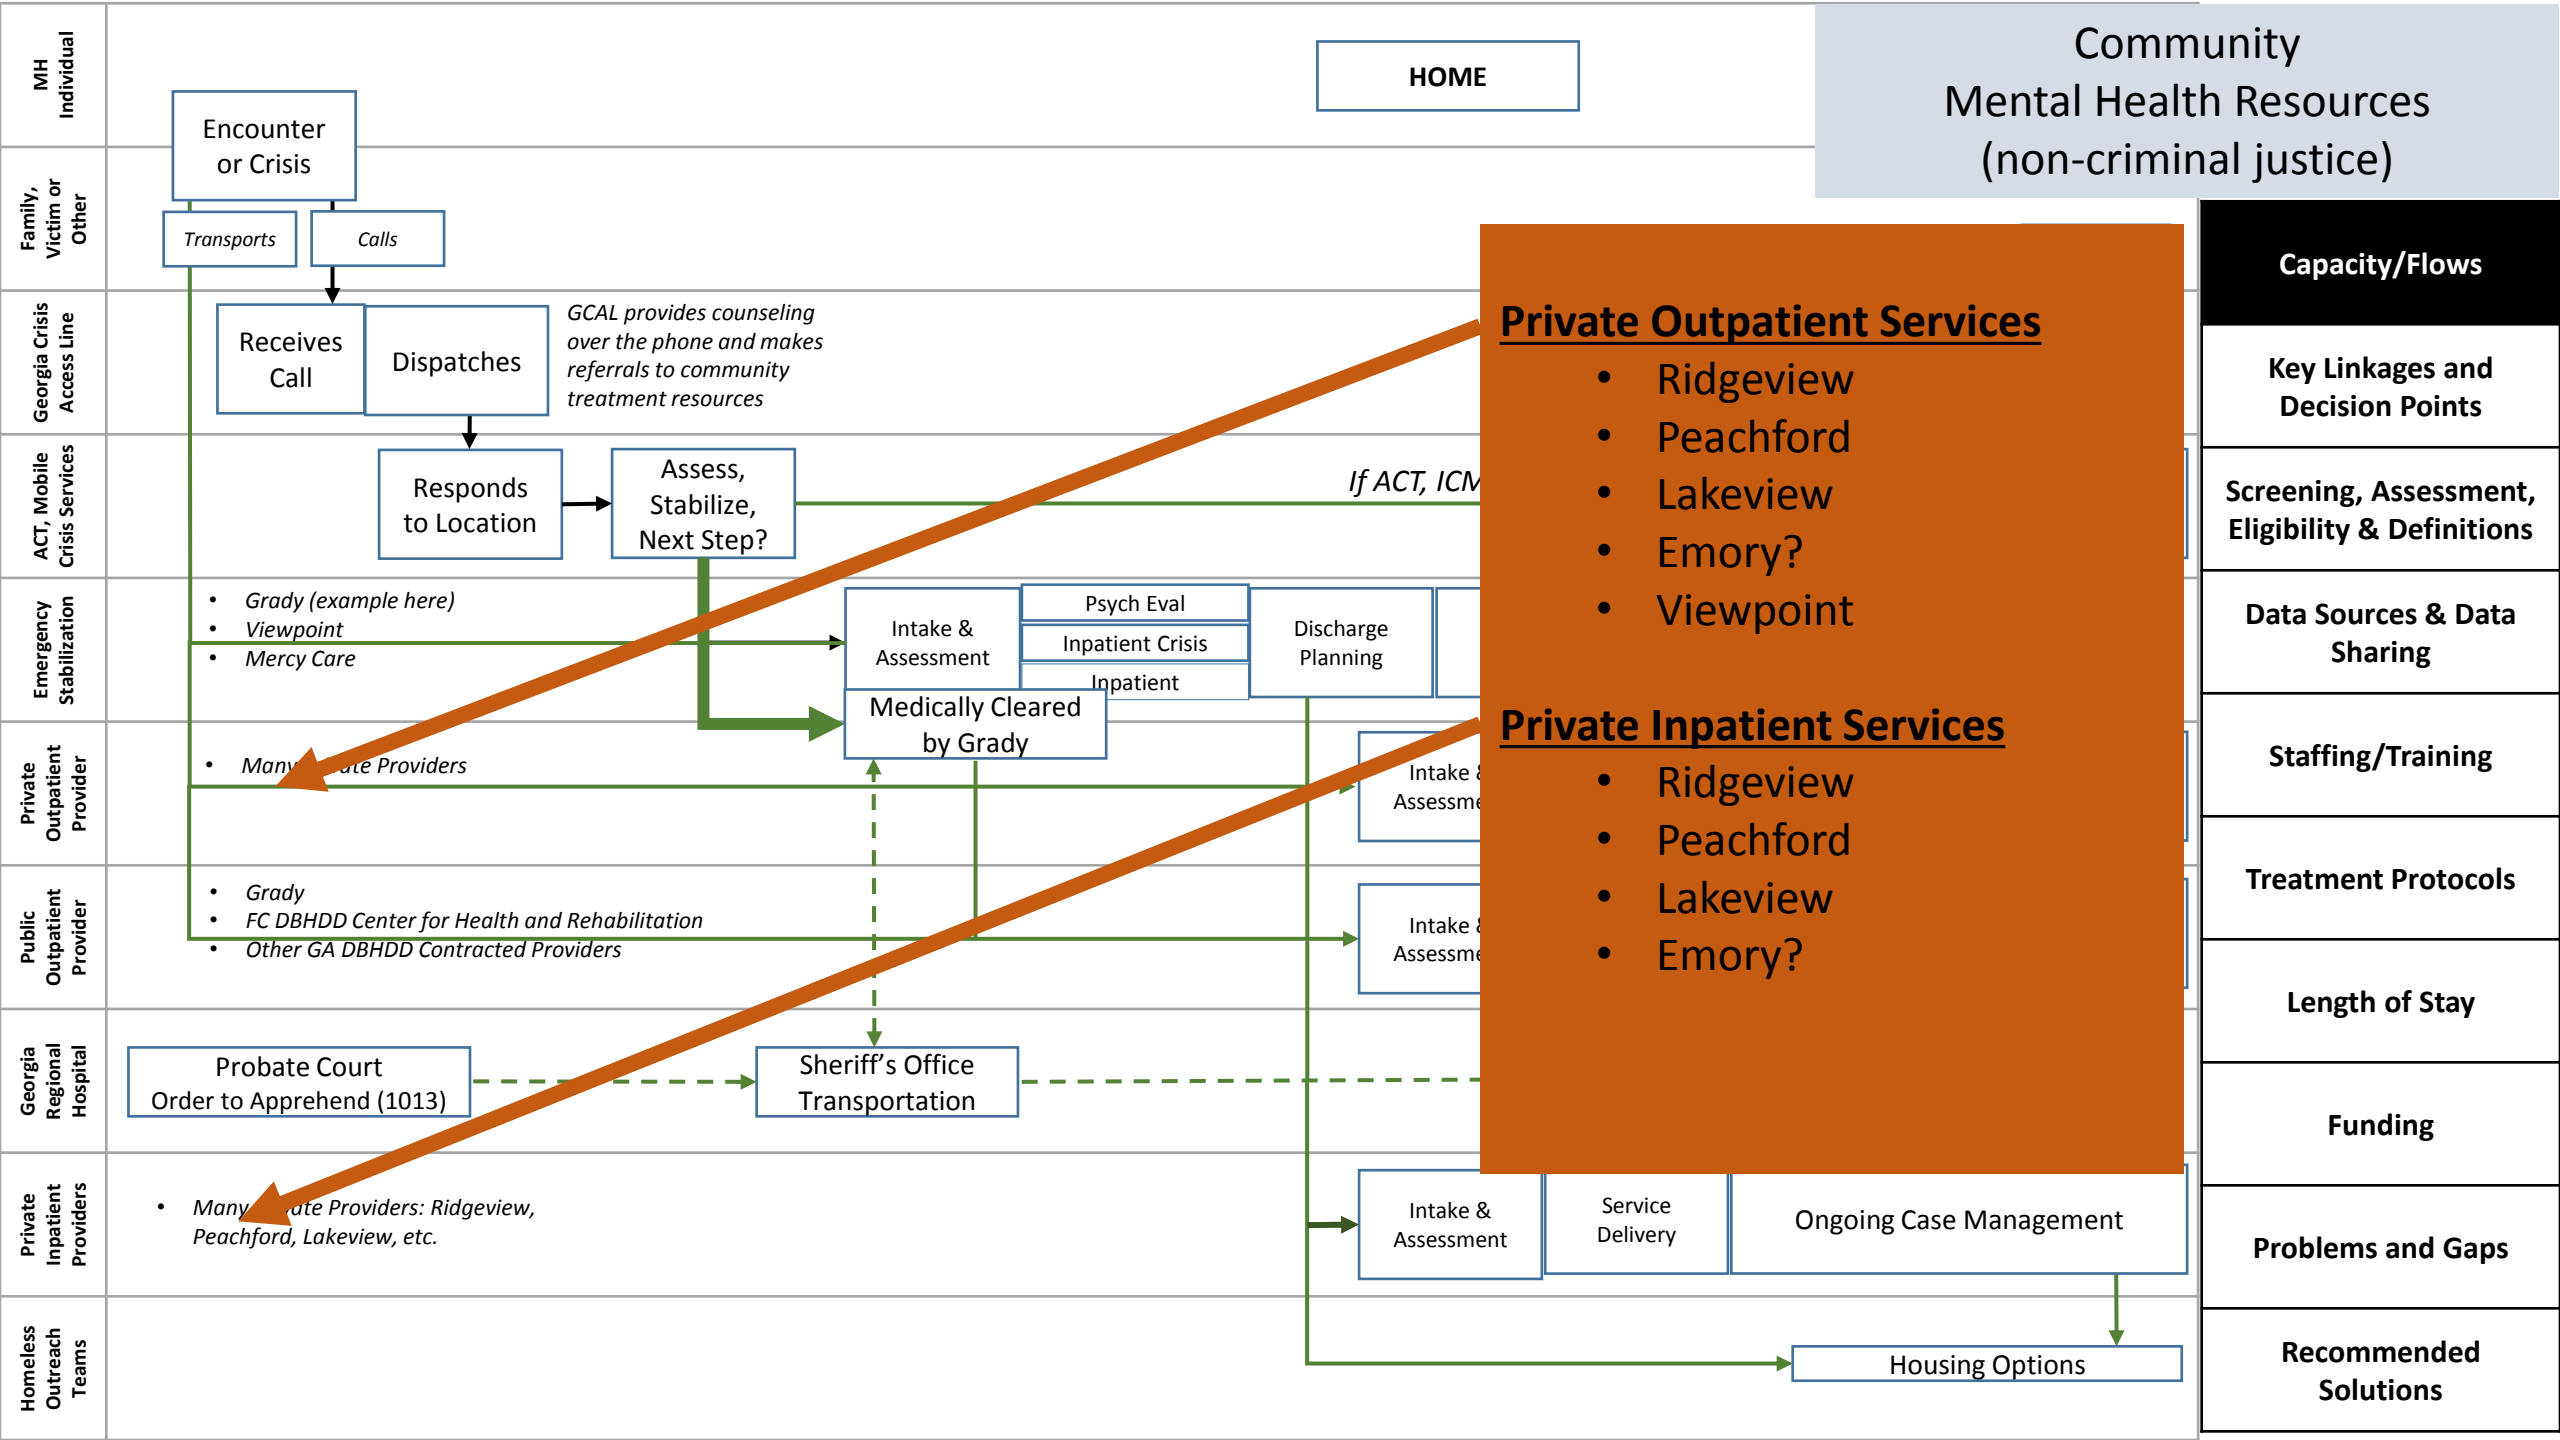 MH
Individual
HOME
Community
Mental Health Resources
(non-criminal justice)
Encounter
or Crisis
Family,
Victim or
Other
Transports
Calls
Capacity/Flows
Georgia Crisis
Access Line
Receives
Call
Dispatches
GCAL provides counseling
over the phone and makes
referrals to community
treatment resources
Private Outpatient Services
• Ridgeview
• Peachford
• Lakeview
• Emory?
• Viewpoint
Private Inpatient Services
• Ridgeview
• Peachford
• Lakeview
• Emory?
Key Linkages and
Decision Points
ACT, Mobile
Crisis Services
Responds
to Location
Assess,
Stabilize,
Next Step?
If ACT, ICM
Screening, Assessment,
Eligibility & Definitions
Emergency
Stabilization
• Grady (example here)
• Viewpoint
• Mercy Care
Intake &
Assessment
Psych Eval
Inpatient Crisis
Inpatient
Discharge
Planning
Medically Cleared
by Grady
Data Sources & Data
Sharing
Private
Outpatient
Provider
• Many Providers
Intake
Staffing/Training
Public
Outpatient
Provider
• Grady
• FC DBHDD Center for Health and Rehabilitation
• Other GA DBHDD Contracted Providers
Intake
Treatment Protocols
Georgia
Regional
Hospital
Probate Court
Order to Apprehend (1013)
Sheriff's Office
Transportation
Length of Stay
Funding
Private
Inpatient
Providers
• Many Providers: Ridgeview,
Peachford, Lakeview, etc.
Intake &
Assessment
Service
Delivery
Ongoing Case Management
Problems and Gaps
Homeless
Outreach
Teams
Housing Options
Recommended
Solutions